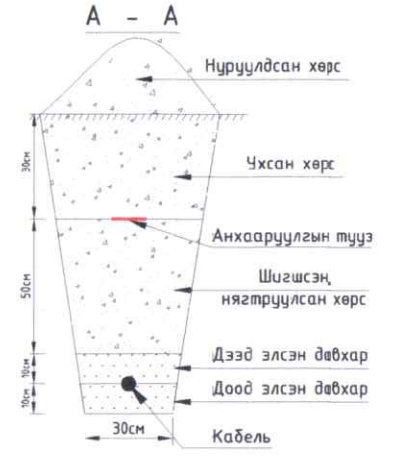 А - А
Нуруулдсан хөрс
30см
Ухсан хөрс
Анхааруулгын тууз
50см
Шигшсэн,
нягтруулсан хөрс
10см
Дээд элсэн давхар
10см
Доод элсэн давхар
30см
Кабель